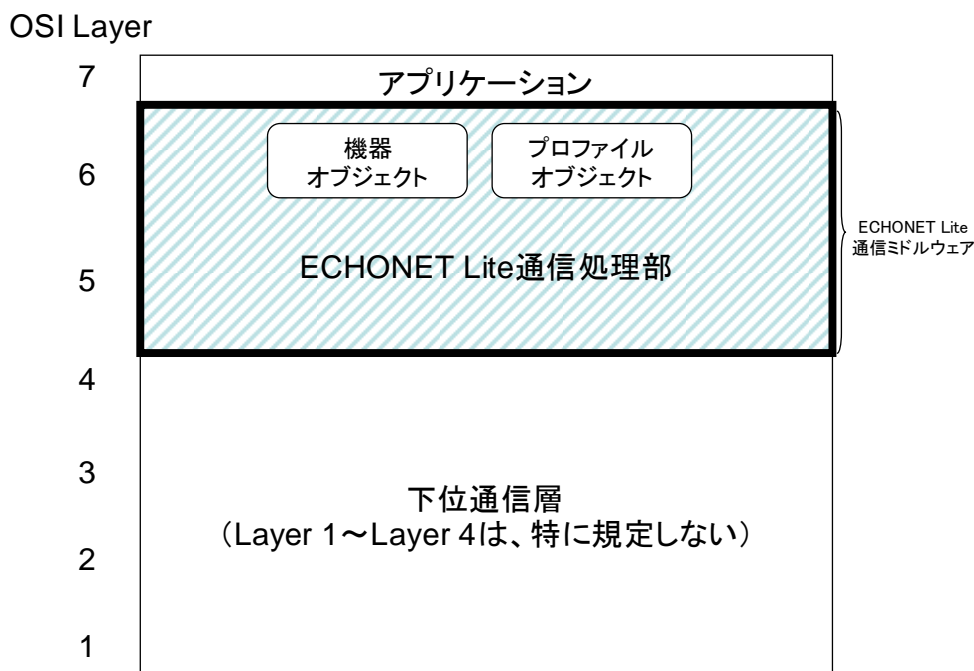 OSI Layer
7
アプリケーション
機器
オブジェクト
プロファイル
オブジェクト
6
ECHONET Lite
通信ミドルウェア
ECHONET Lite通信処理部
5
4
3
下位通信層
（Layer 1～Layer 4は、特に規定しない）
2
1